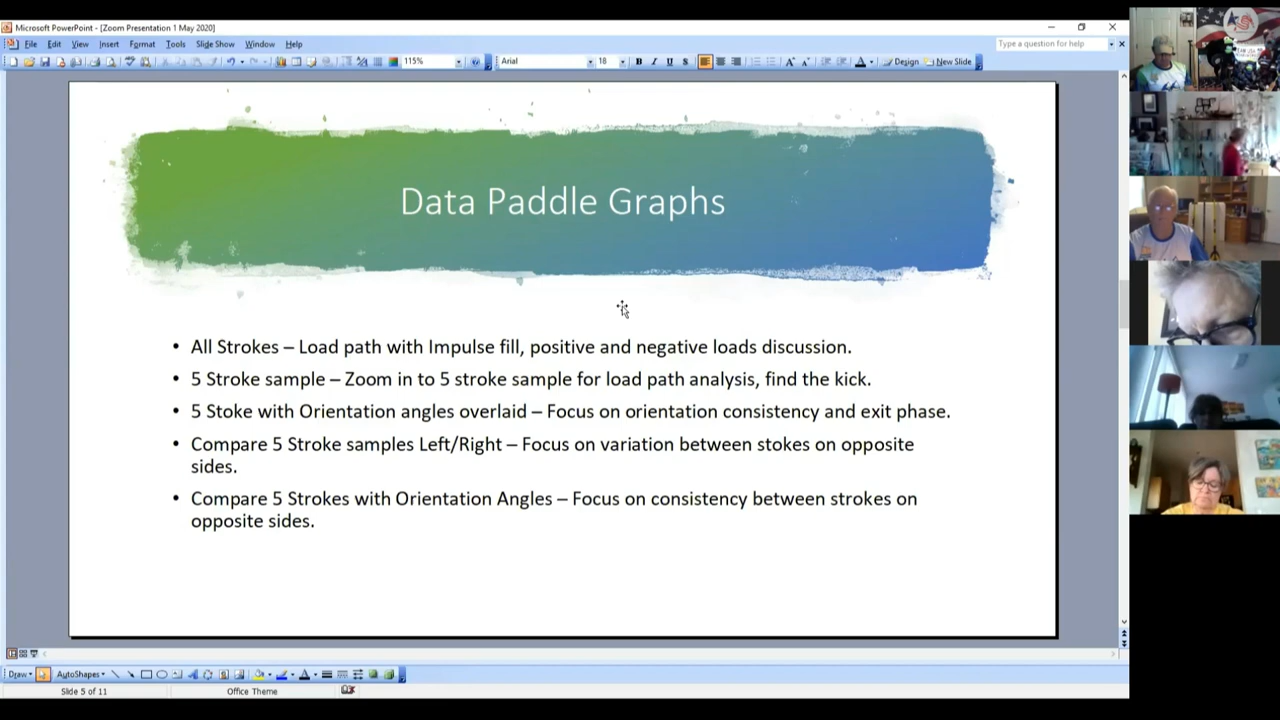 Microsoft PowerPoint - [Zoom Presentation 1 May 2020]
File Edit View Insert Format Tools Slide Show Window Help
Type a question for help
115% Arial 18 B I U S Design New Slide
Data Paddle Graphs
• All Strokes – Load path with Impulse fill, positive and negative loads discussion.
• 5 Stroke sample – Zoom in to 5 stroke sample for load path analysis, find the kick.
• 5 Stoke with Orientation angles overlaid – Focus on orientation consistency and exit phase.
• Compare 5 Stroke samples Left/Right – Focus on variation between stokes on opposite
sides.
• Compare 5 Strokes with Orientation Angles – Focus on consistency between strokes on
opposite sides.
Draw AutoShapes
Slide 5 of 11 Office Theme